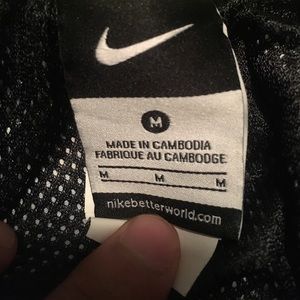 M
MADE IN CAMBODIA
FABRIQUE AU CAMBODGE
M M M
nikebetterworld.com